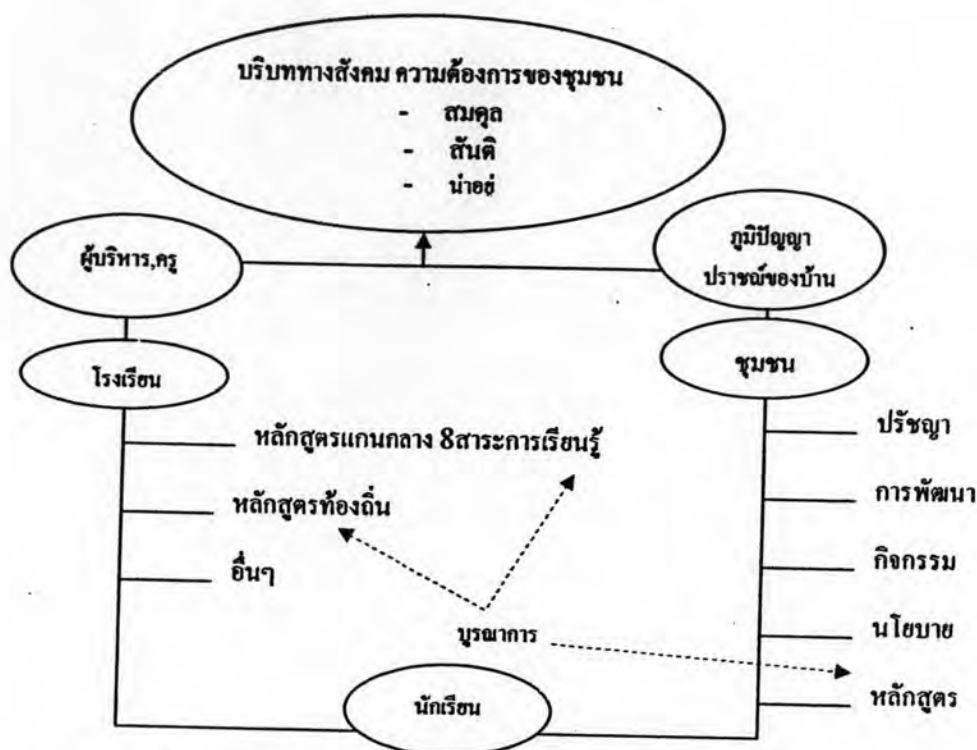 บริบททางสังคม ความต้องการของชุมชน
- สมดุล
- สันติ
- น่าอยู่
ผู้บริหาร,ครู
ภูมิปัญญา
ปราชญ์ของบ้าน
โรงเรียน
ชุมชน
หลักสูตรแกนกลาง 8สาระการเรียนรู้
หลักสูตรท้องถิ่น
อื่นๆ
ปรัชญา
การพัฒนา
กิจกรรม
นโยบาย
หลักสูตร
บูรณาการ
นักเรียน